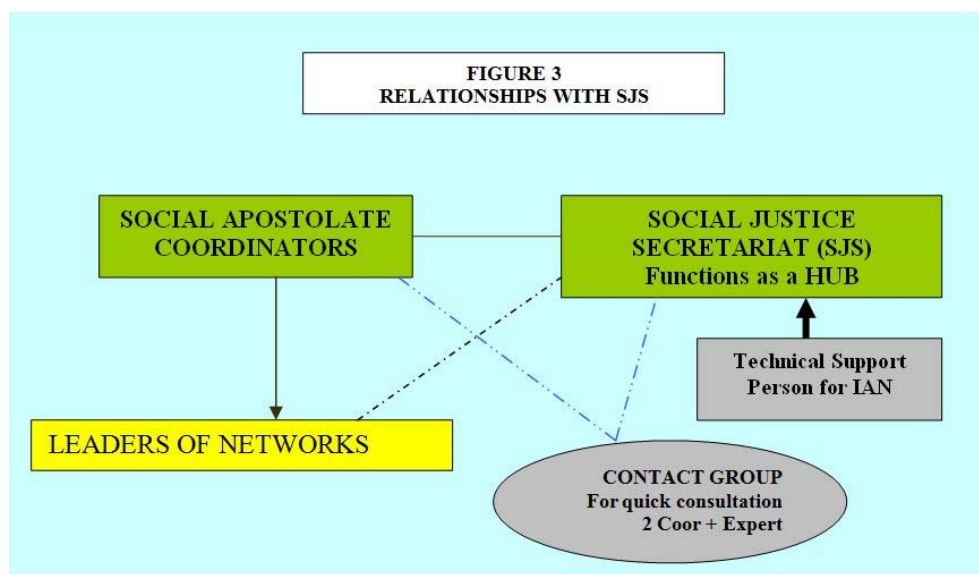 FIGURE 3
RELATIONSHIPS WITH SJS
SOCIAL APOSTOLATE
COORDINATORS
SOCIAL JUSTICE
SECRETARIAT (SJS)
Functions as a HUB
Technical Support
Person for IAN
LEADERS OF NETWORKS
CONTACT GROUP
For quick consultation
2 Coor + Expert